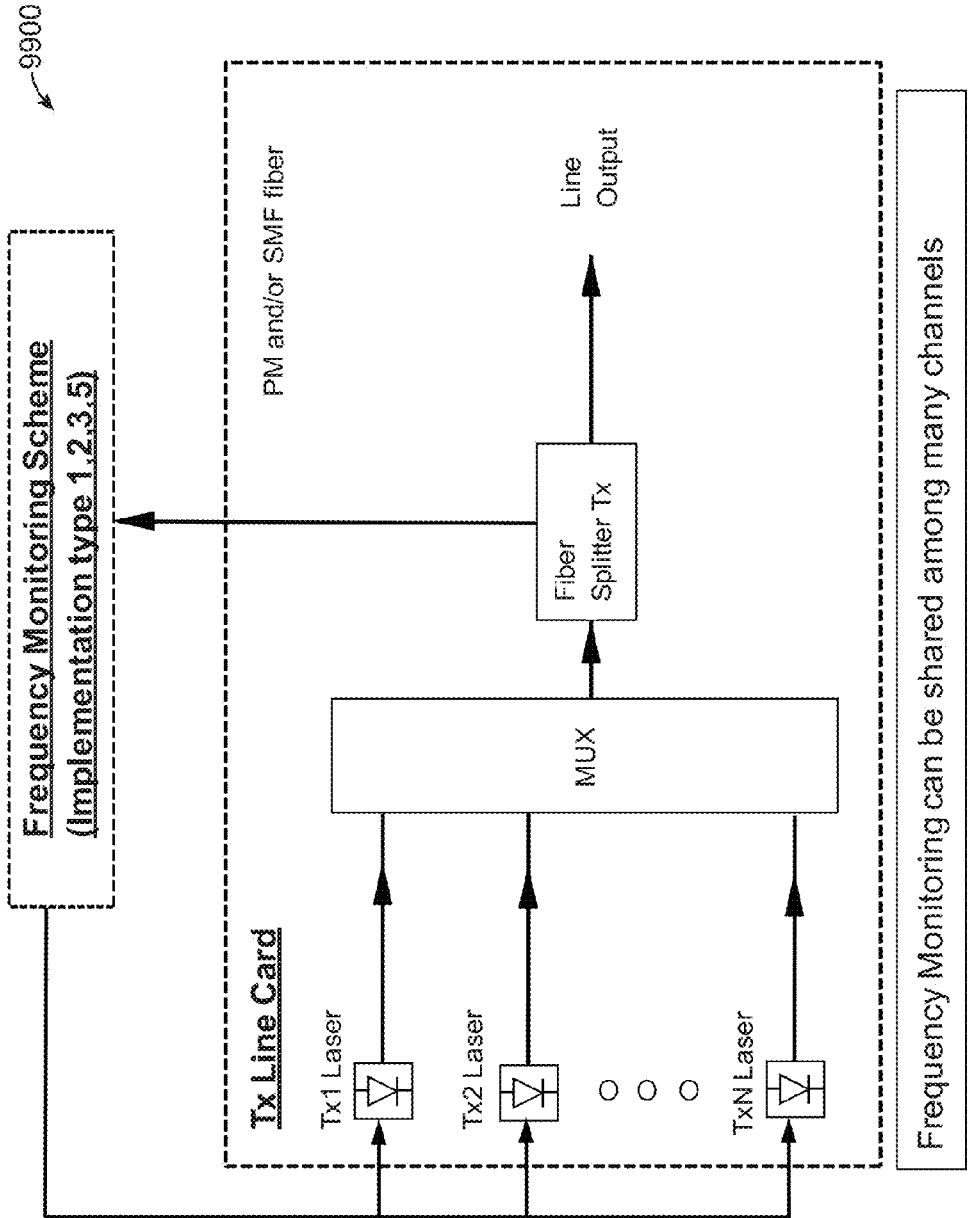 9900
Frequency Monitoring Scheme
(Implementation type 1,2,3,5)
Tx Line Card
PM and/or SMF fiber
Tx1 Laser
Tx2 Laser
TxN Laser
MUX
Fiber
Splitter Tx
Line
Output
Frequency Monitoring can be shared among many channels